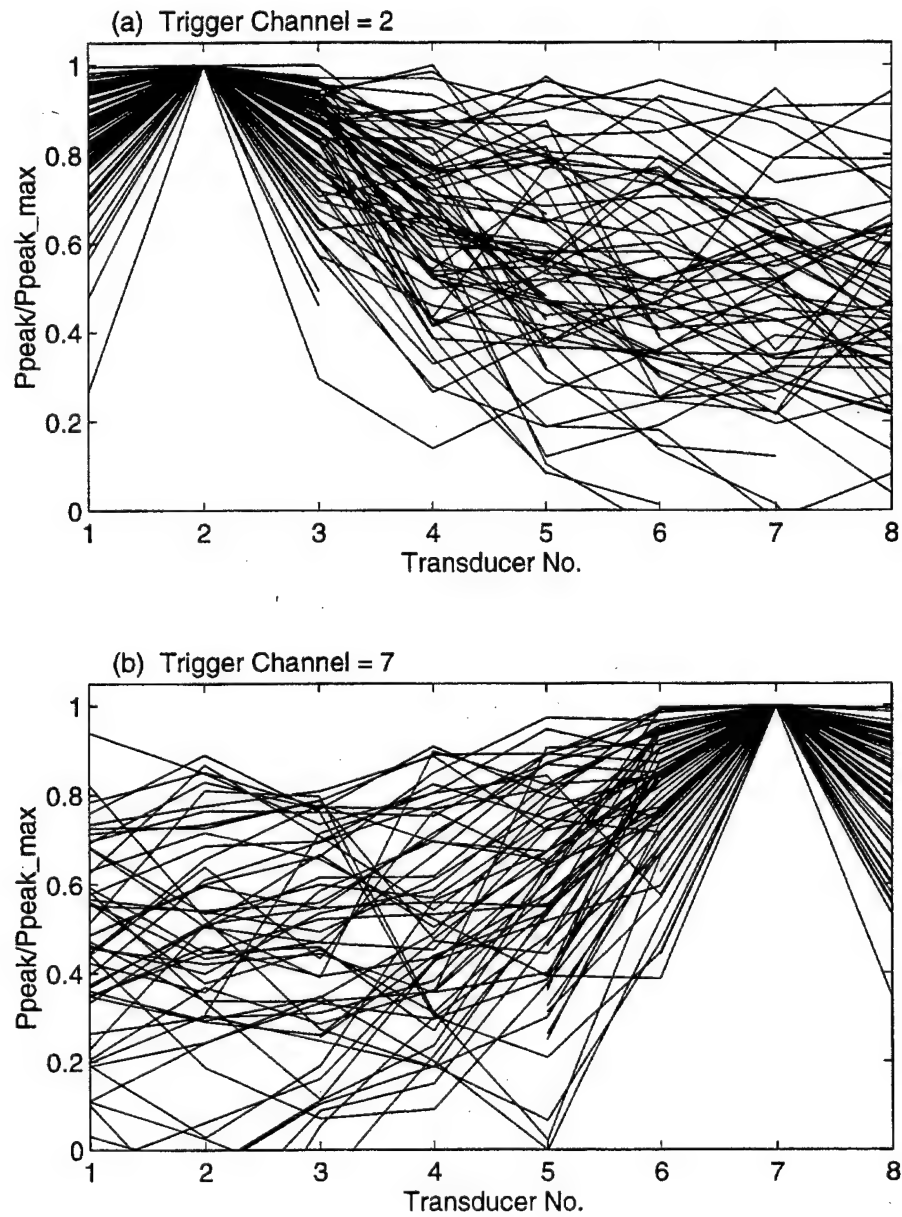 (a) Trigger Channel = 2
1
0.8
0.6
0.4
0.2
0
Ppeak/Ppeak_max
1 2 3 4 5 6 7 8
Transducer No.
(b) Trigger Channel = 7
1
0.8
0.6
0.4
0.2
0
Ppeak/Ppeak_max
1 2 3 4 5 6 7 8
Transducer No.